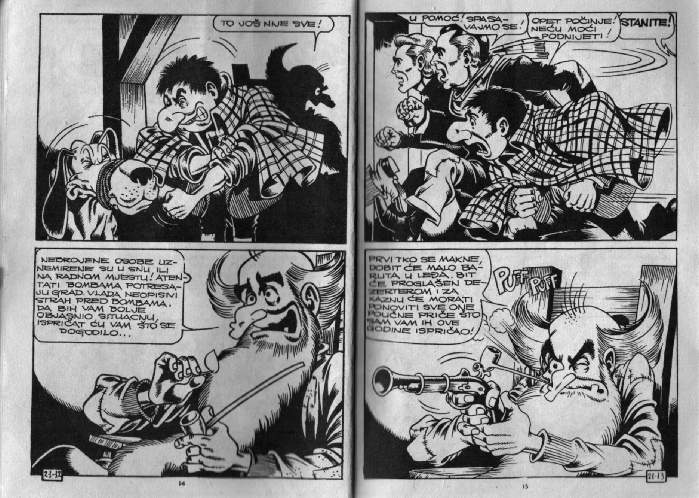 TO JOŠ NIJE SVE!
NEBROJENE OSOBE UZ-
NEMIRENE SU U SNU, ILI
NA RADNOM MJESTU! ATEN-
TATI BOMBAMA POTRESA-
JU GRAD. VLADA NEOPISIVI
STRAH PRED BOMBAMA.
DA BIH VAM BOLJE
OBJASNIO SITUACIJU,
ISPRIČAT ĆU VAM ŠTO SE
DOGODILO...
14
U POMOĆ! SPASA-
VAJMO SE!
OPET POČINJE!
NEĆU MOĆI
PODNIJETI!
STANITE!
PRVI TKO SE MAKNE,
DOBIT ĆE MALO BA-
RUTA U LEĐA, BIT
ĆE PROGLAŠEN DE-
ZERTEROM I ZA
KAZNU ĆE MORATI
PONOVITI SVE ONE
POUČNE PRIČE ŠTO
SAM VAM IH OVE
GODINE ISPRIČAO!
PUFF PUFF
21-13
15